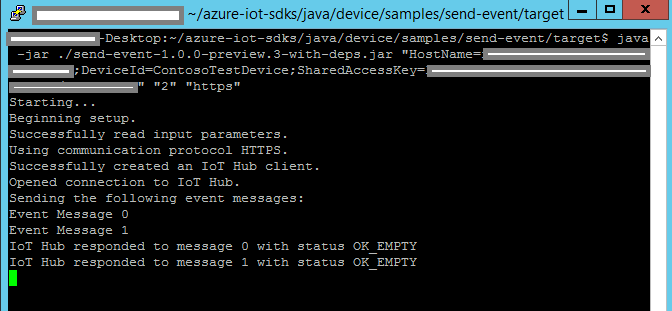 ~/azure-iot-sdks/java/device/samples/send-event/target
-Desktop:~/azure-iot-sdks/java/device/samples/send-event/target$ java
-jar ./send-event-1.0.0-preview.3-with-deps.jar "HostName=
;DeviceId=ContosoTestDevice;SharedAccessKey=
" "2" "https"
Starting...
Beginning setup.
Successfully read input parameters.
Using communication protocol HTTPS.
Successfully created an IoT Hub client.
Opened connection to IoT Hub.
Sending the following event messages:
Event Message 0
Event Message 1
IoT Hub responded to message 0 with status OK_EMPTY
IoT Hub responded to message 1 with status OK_EMPTY